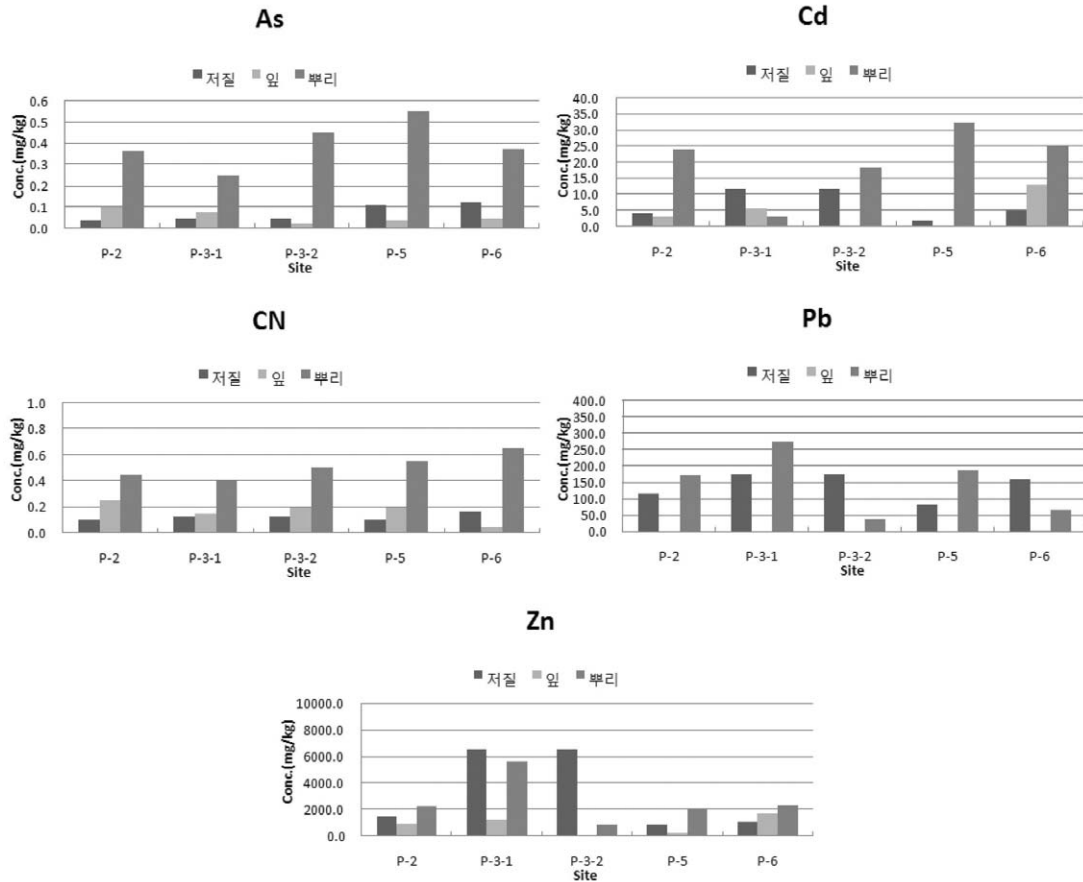 As
■ 저질 ■ 잎 ■ 뿌리
Conc.(mg/kg)
0.6
0.5
0.4
0.3
0.2
0.1
0.0
P-2 P-3-1 P-3-2 P-5 P-6
Site
Cd
■ 저질 ■ 잎 ■ 뿌리
Conc.(mg/kg)
40.0
35.0
30.0
25.0
20.0
15.0
10.0
5.0
0.0
P-2 P-3-1 P-3-2 P-5 P-6
Site
CN
■ 저질 ■ 잎 ■ 뿌리
Conc.(mg/kg)
1.0
0.8
0.6
0.4
0.2
0.0
P-2 P-3-1 P-3-2 P-5 P-6
Site
Pb
■ 저질 ■ 잎 ■ 뿌리
Conc.(mg/kg)
400.0
350.0
300.0
250.0
200.0
150.0
100.0
50.0
0.0
P-2 P-3-1 P-3-2 P-5 P-6
Site
Zn
■ 저질 ■ 잎 ■ 뿌리
Conc.(mg/kg)
10000.0
8000.0
6000.0
4000.0
2000.0
0.0
P-2 P-3-1 P-3-2 P-5 P-6
Site